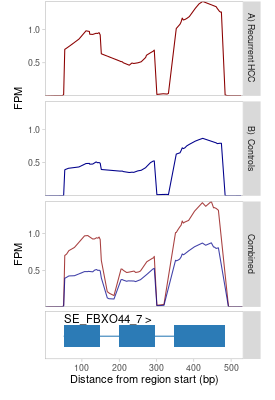 1.0
0.5
A) Recurrent HCC
FPM
1.0
0.5
B) Controls
1.0
0.5
Combined
FPM
SE_FBXO44_7 >
100
200
300
400
500
Distance from region start (bp)